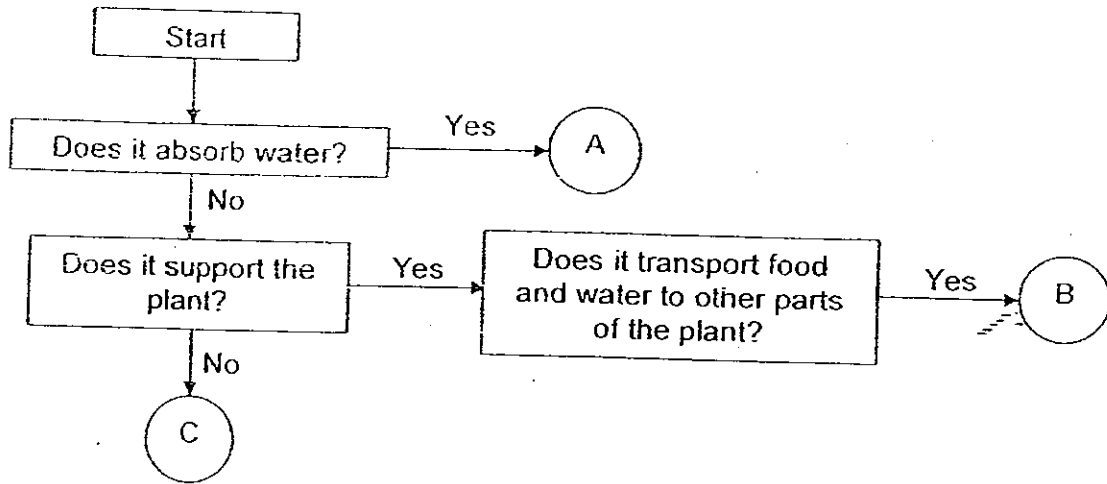 Start
Does it absorb water?
Yes
A
No
Does it support the
plant?
Yes
Does it transport food
and water to other parts
of the plant?
Yes
B
No
C